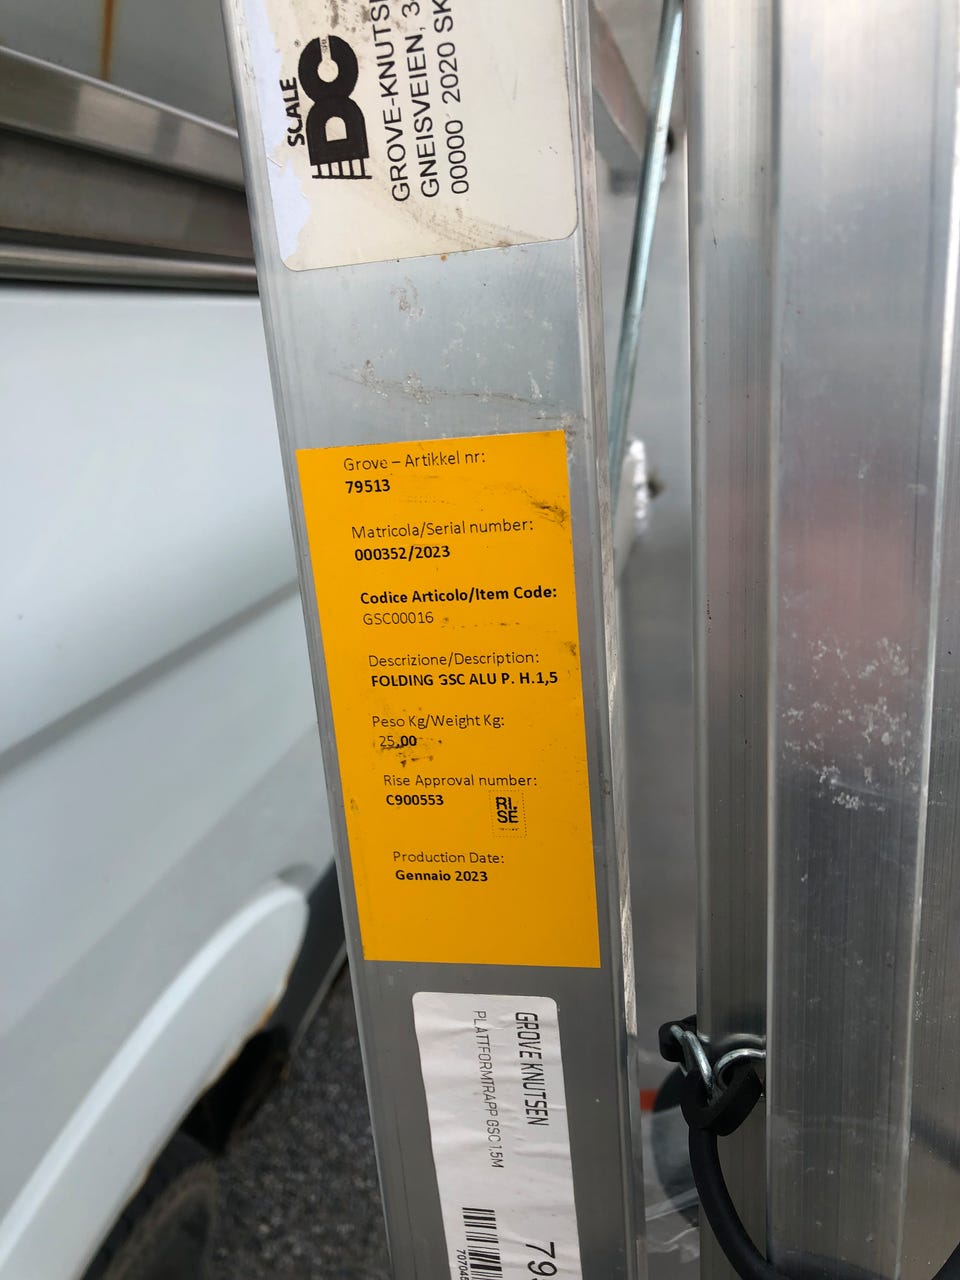 SCALE
DC
GROVE-KNUTS
GNEISVEIEN, 3
00000 2020 SK
Grove – Artikkel nr:
79513
Matricola/Serial number:
000352/2023
Codice Articolo/Item Code:
GSC00016
Descrizione/Description:
FOLDING GSC ALU P. H.1,5
Peso Kg/Weight Kg:
25,00
Rise Approval number:
C900553
RI.
SE
Production Date:
Gennaio 2023
GROVE KNUTSEN
PLATTFORMTRAPP GSC 1,5M
79